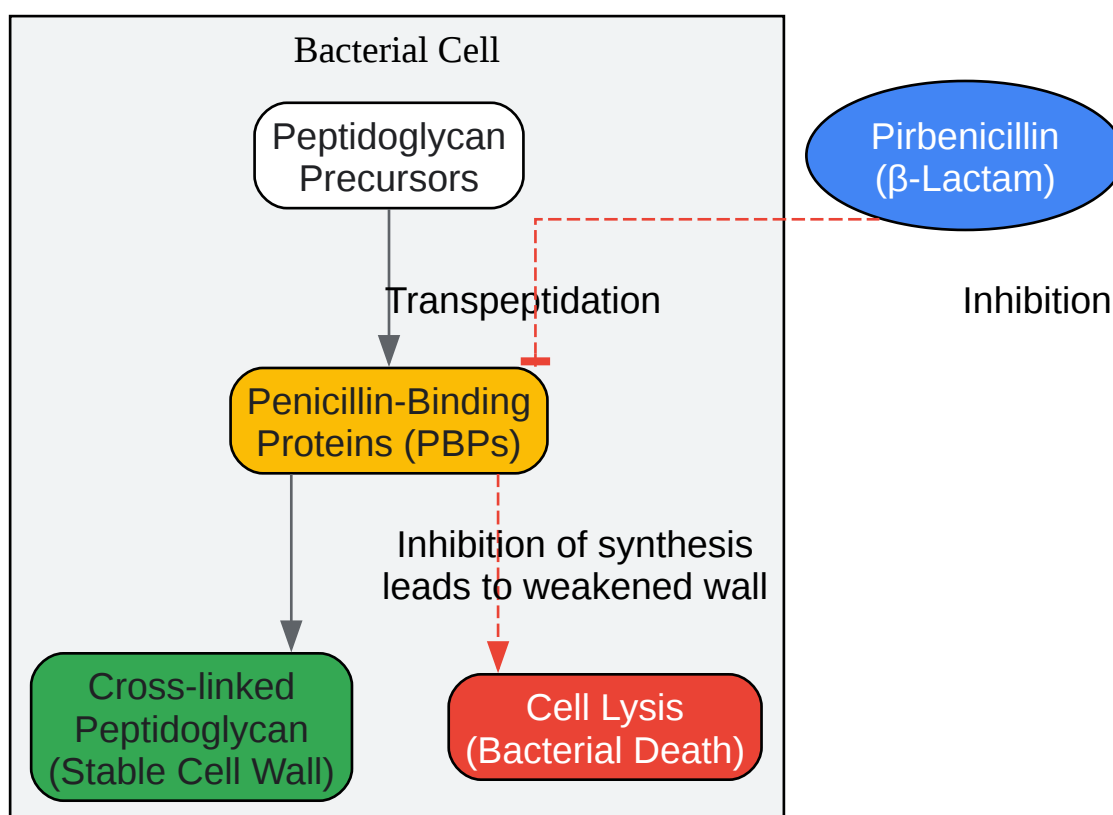 Bacterial Cell
Peptidoglycan
Precursors
Pirbenicillin
(β-Lactam)
Transpeptidation
Inhibition
Penicillin-Binding
Proteins (PBPs)
Inhibition of synthesis
leads to weakened wall
Cross-linked
Peptidoglycan
(Stable Cell Wall)
Cell Lysis
(Bacterial Death)